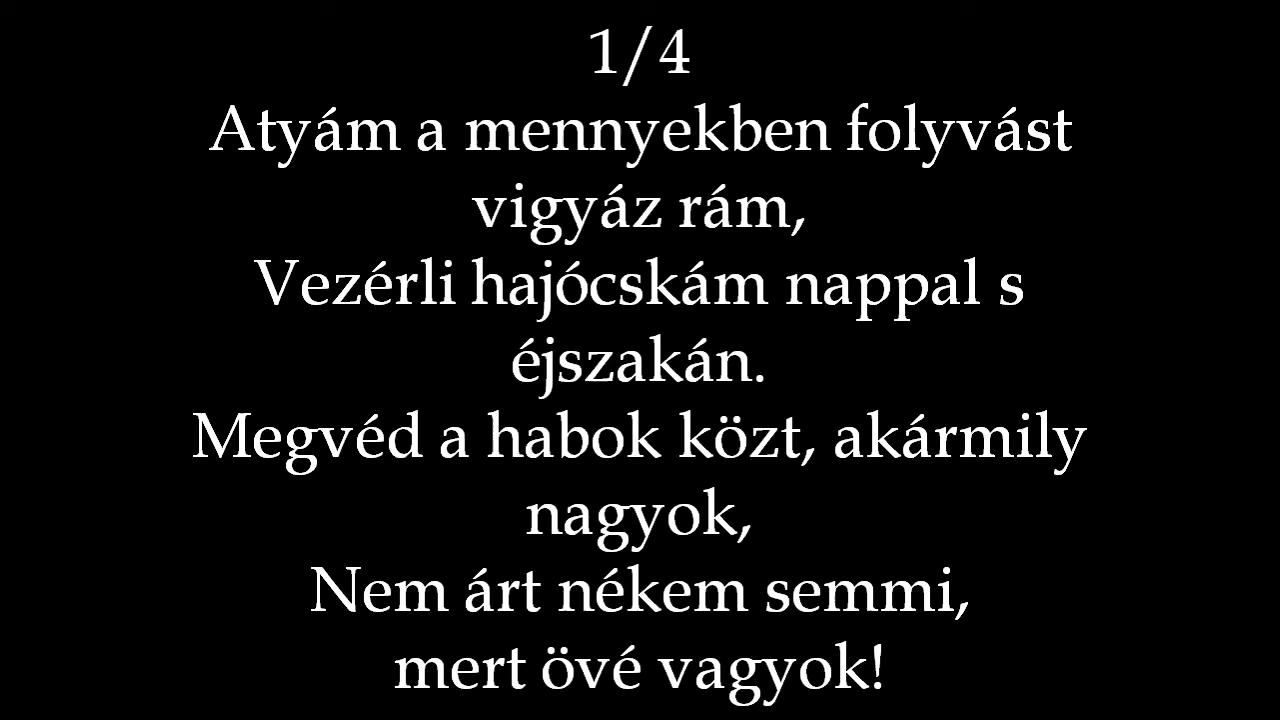 1/4
Atyám a mennyekben folyvást
vigyáz rám,
Vezérli hajócskám nappal s
éjszakán.
Megvéd a habok közt, akármily
nagyok,
Nem árt nékem semmi,
mert övé vagyok!